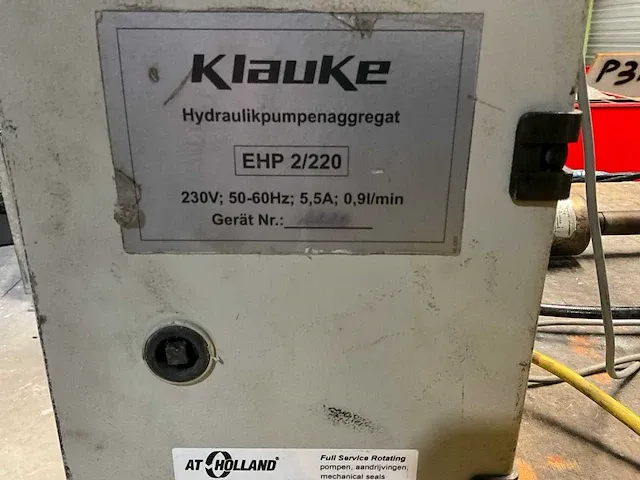 Klauke
Hydraulikpumpenaggregat
EHP 2/220
230V; 50-60Hz; 5,5A; 0,9l/min
Gerät Nr.:
AT HOLLAND
Full Service Rotating
pompen, aandrijvingen,
mechanical seals